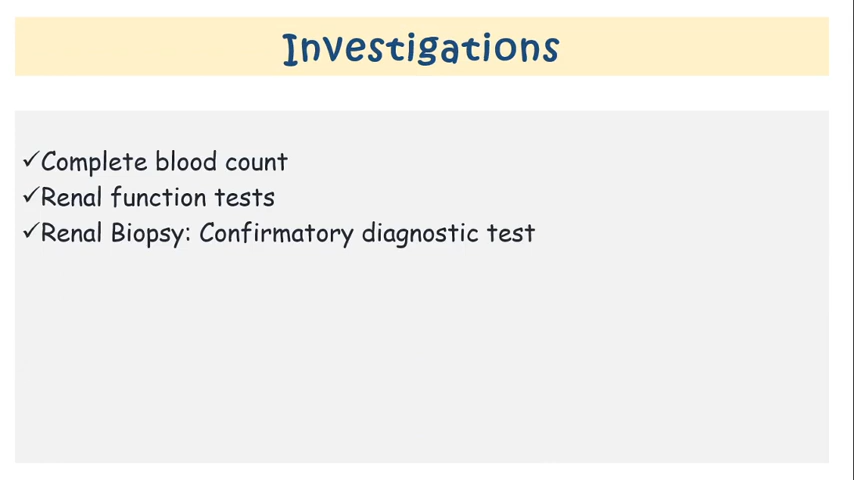 Investigations
✓Complete blood count
✓Renal function tests
✓Renal Biopsy: Confirmatory diagnostic test